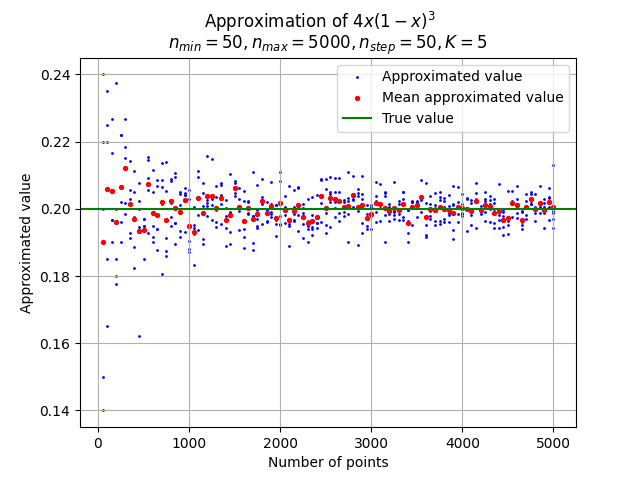 Approximation of 4x(1 − x)³
n_min = 50, n_max = 5000, n_step = 50, K = 5
Approximated value
Mean approximated value
True value
Approximated value
0.24
0.22
0.20
0.18
0.16
0.14
0
1000
2000
3000
4000
5000
Number of points